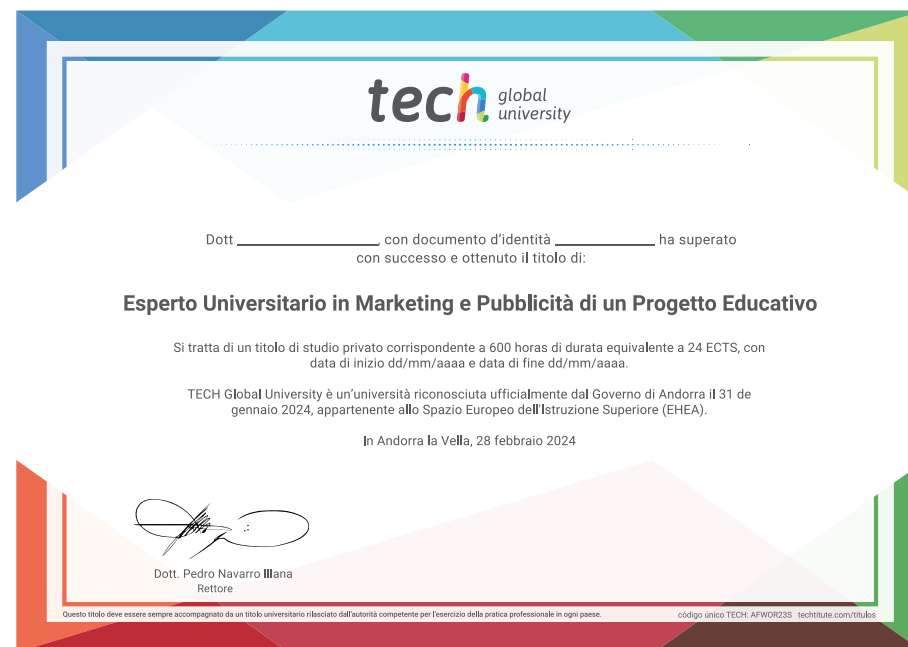 tech global university
Dott ____________, con documento d'identità ____________ ha superato
con successo e ottenuto il titolo di:
Esperto Universitario in Marketing e Pubblicità di un Progetto Educativo
Si tratta di un titolo di studio privato corrispondente a 600 horas di durata equivalente a 24 ECTS, con
data di inizio dd/mm/aaaa e data di fine dd/mm/aaaa.
TECH Global University è un'università riconosciuta ufficialmente dal Governo di Andorra il 31 de
gennaio 2024, appartenente allo Spazio Europeo dell'Istruzione Superiore (EHEA).
In Andorra la Vella, 28 febbraio 2024
Dott. Pedro Navarro Illana
Rettore
Questo titolo deve essere sempre accompagnato da un titolo universitario rilasciato dall'autorità competente per l'esercizio della pratica professionale in ogni paese.
código único TECH: AFWOR23S techtitute.com/titulos